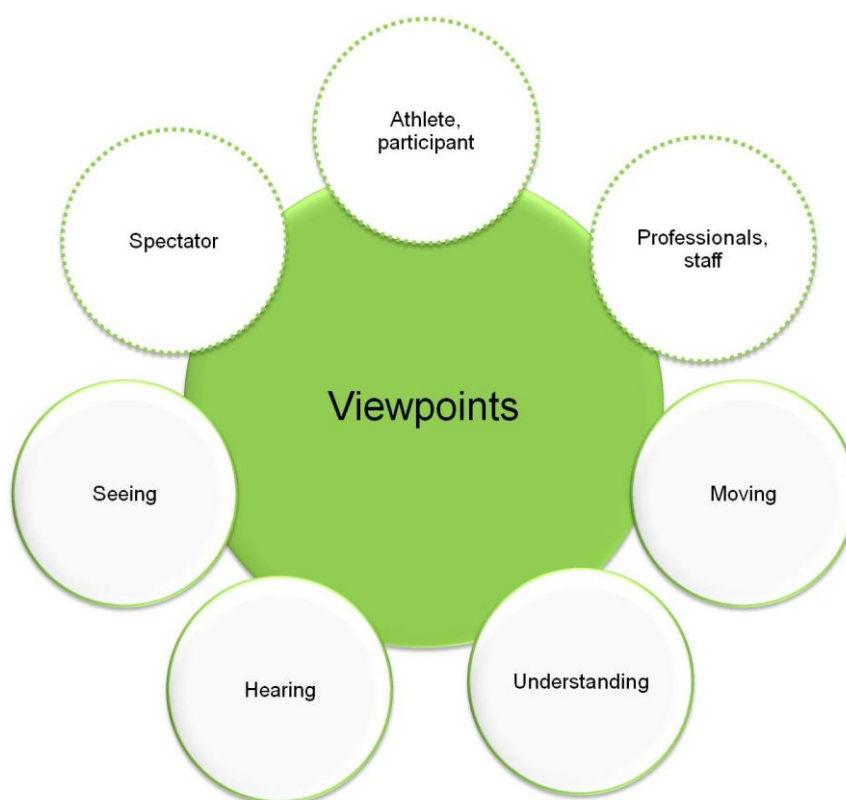 Athlete,
participant
Spectator
Professionals,
staff
Viewpoints
Seeing
Moving
Hearing
Understanding